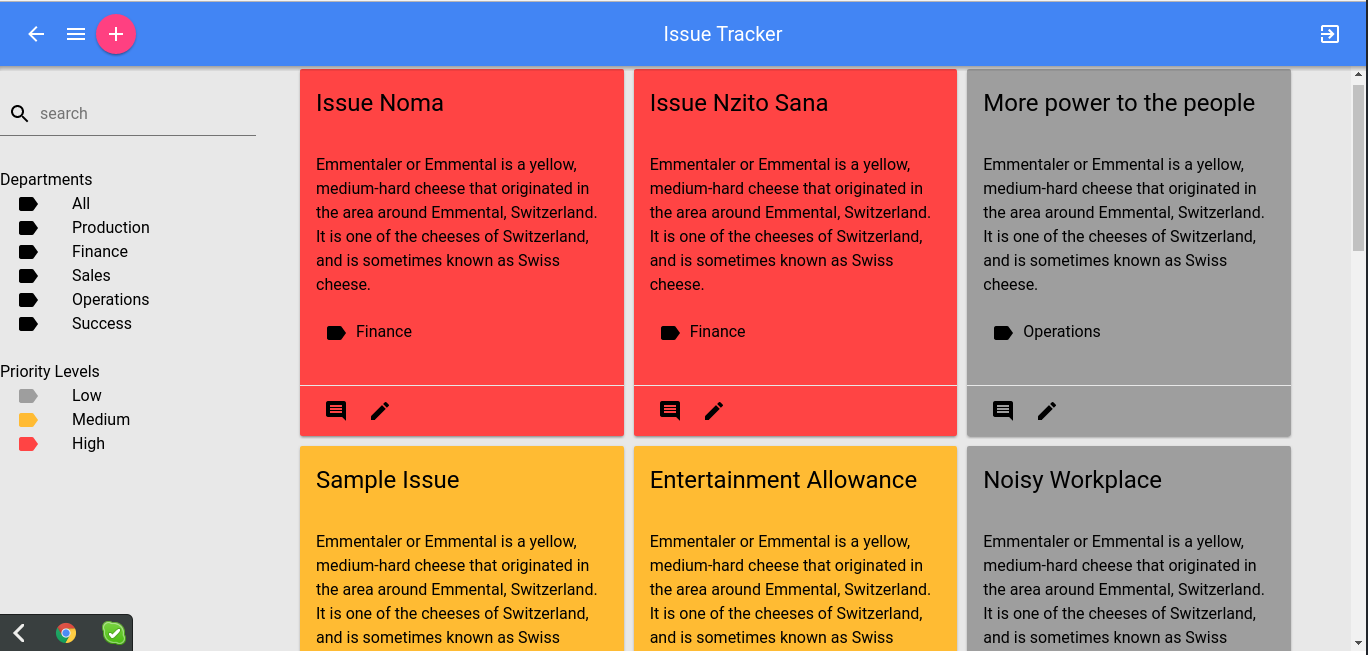 Issue Tracker
search
Departments
All
Production
Finance
Sales
Operations
Success
Priority Levels
Low
Medium
High
Issue Noma
Emmentaler or Emmental is a yellow,
medium-hard cheese that originated in
the area around Emmental, Switzerland.
It is one of the cheeses of Switzerland,
and is sometimes known as Swiss
cheese.
Finance
Issue Nzito Sana
Emmentaler or Emmental is a yellow,
medium-hard cheese that originated in
the area around Emmental, Switzerland.
It is one of the cheeses of Switzerland,
and is sometimes known as Swiss
cheese.
Finance
More power to the people
Emmentaler or Emmental is a yellow,
medium-hard cheese that originated in
the area around Emmental, Switzerland.
It is one of the cheeses of Switzerland,
and is sometimes known as Swiss
cheese.
Operations
Sample Issue
Emmentaler or Emmental is a yellow,
medium-hard cheese that originated in
the area around Emmental, Switzerland.
It is one of the cheeses of Switzerland,
and is sometimes known as Swiss
Entertainment Allowance
Emmentaler or Emmental is a yellow,
medium-hard cheese that originated in
the area around Emmental, Switzerland.
It is one of the cheeses of Switzerland,
and is sometimes known as Swiss
Noisy Workplace
Emmentaler or Emmental is a yellow,
medium-hard cheese that originated in
the area around Emmental, Switzerland.
It is one of the cheeses of Switzerland,
and is sometimes known as Swiss